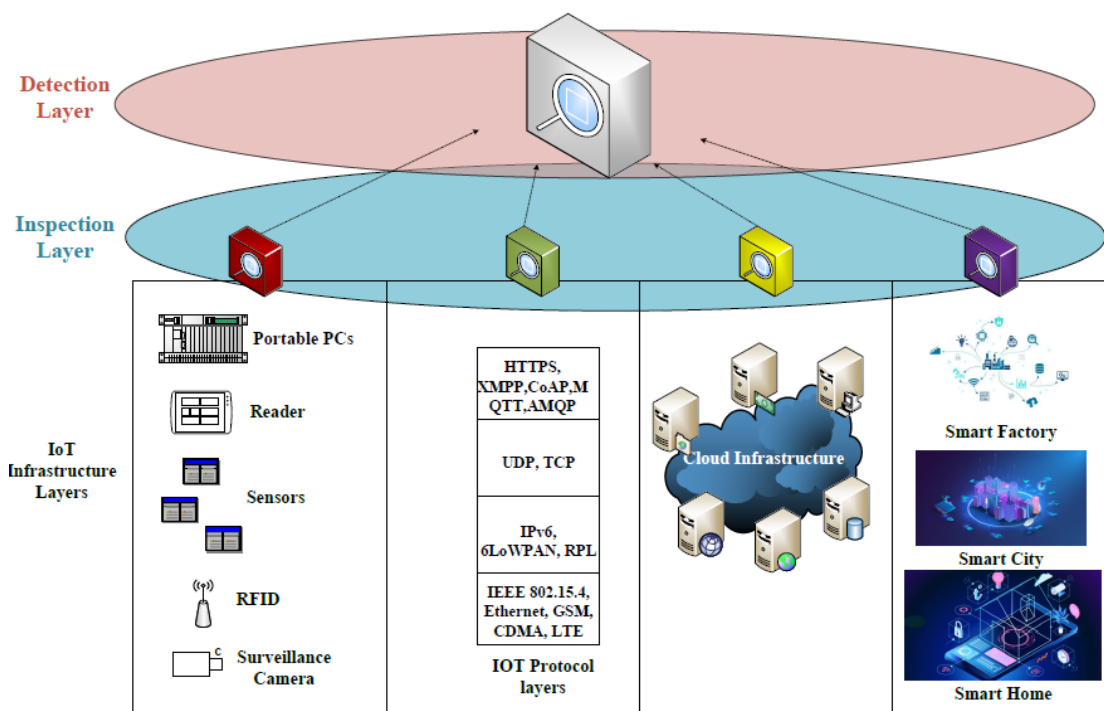 Detection
Layer
Inspection
Layer
IoT
Infrastructure
Layers
Portable PCs
Reader
Sensors
RFID
C
Surveillance
Camera
HTTPS,
XMPP,CoAP,M
QTT,AMQP
UDP, TCP
IPv6,
6LoWPAN, RPL
IEEE 802.15.4,
Ethernet, GSM,
CDMA, LTE
IOT Protocol
layers
Cloud Infrastructure
Smart Factory
Smart City
Smart Home